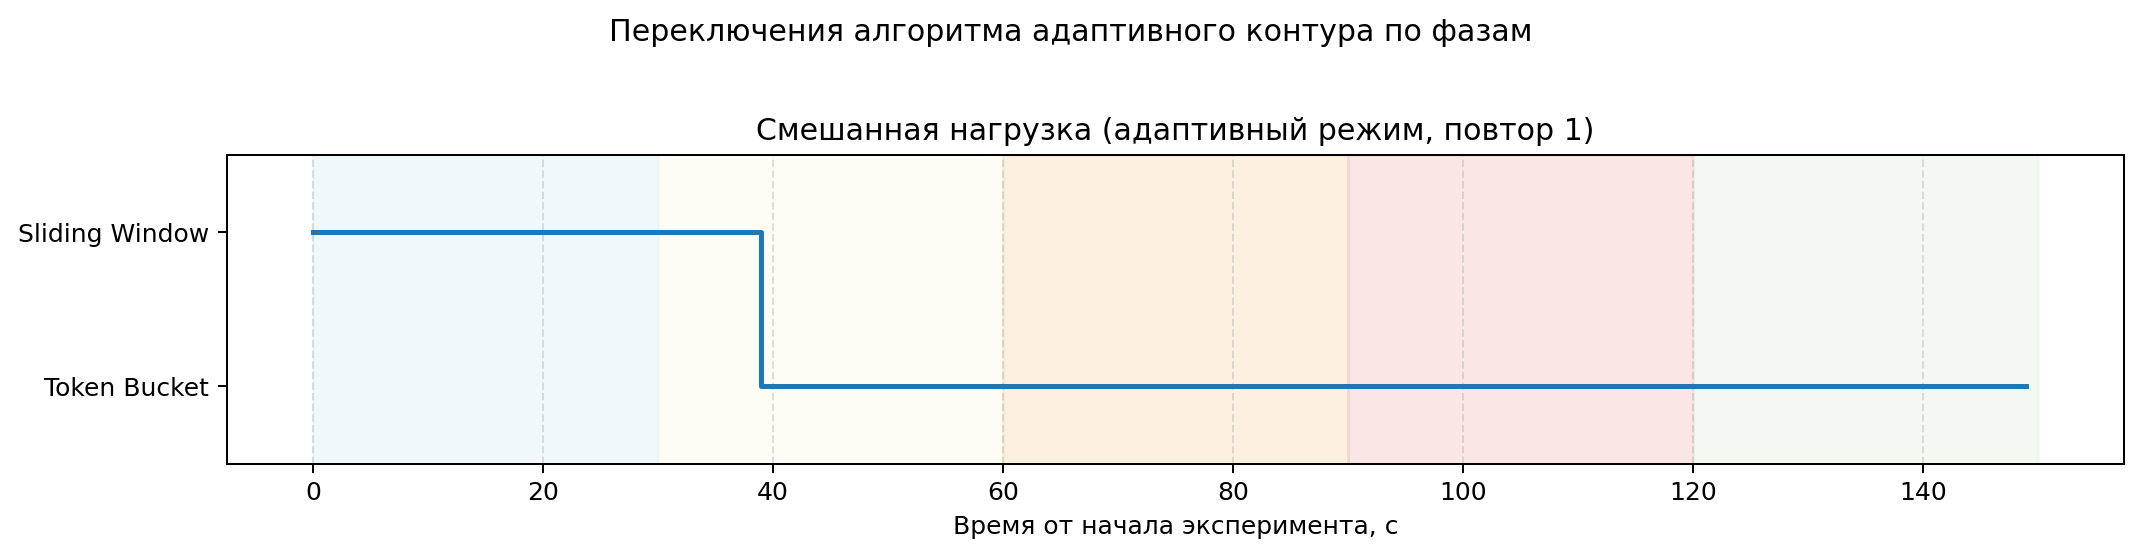 Переключения алгоритма адаптивного контура по фазам
Смешанная нагрузка (адаптивный режим, повтор 1)
Sliding Window
Token Bucket
0 20 40 60 80 100 120 140
Время от начала эксперимента, с